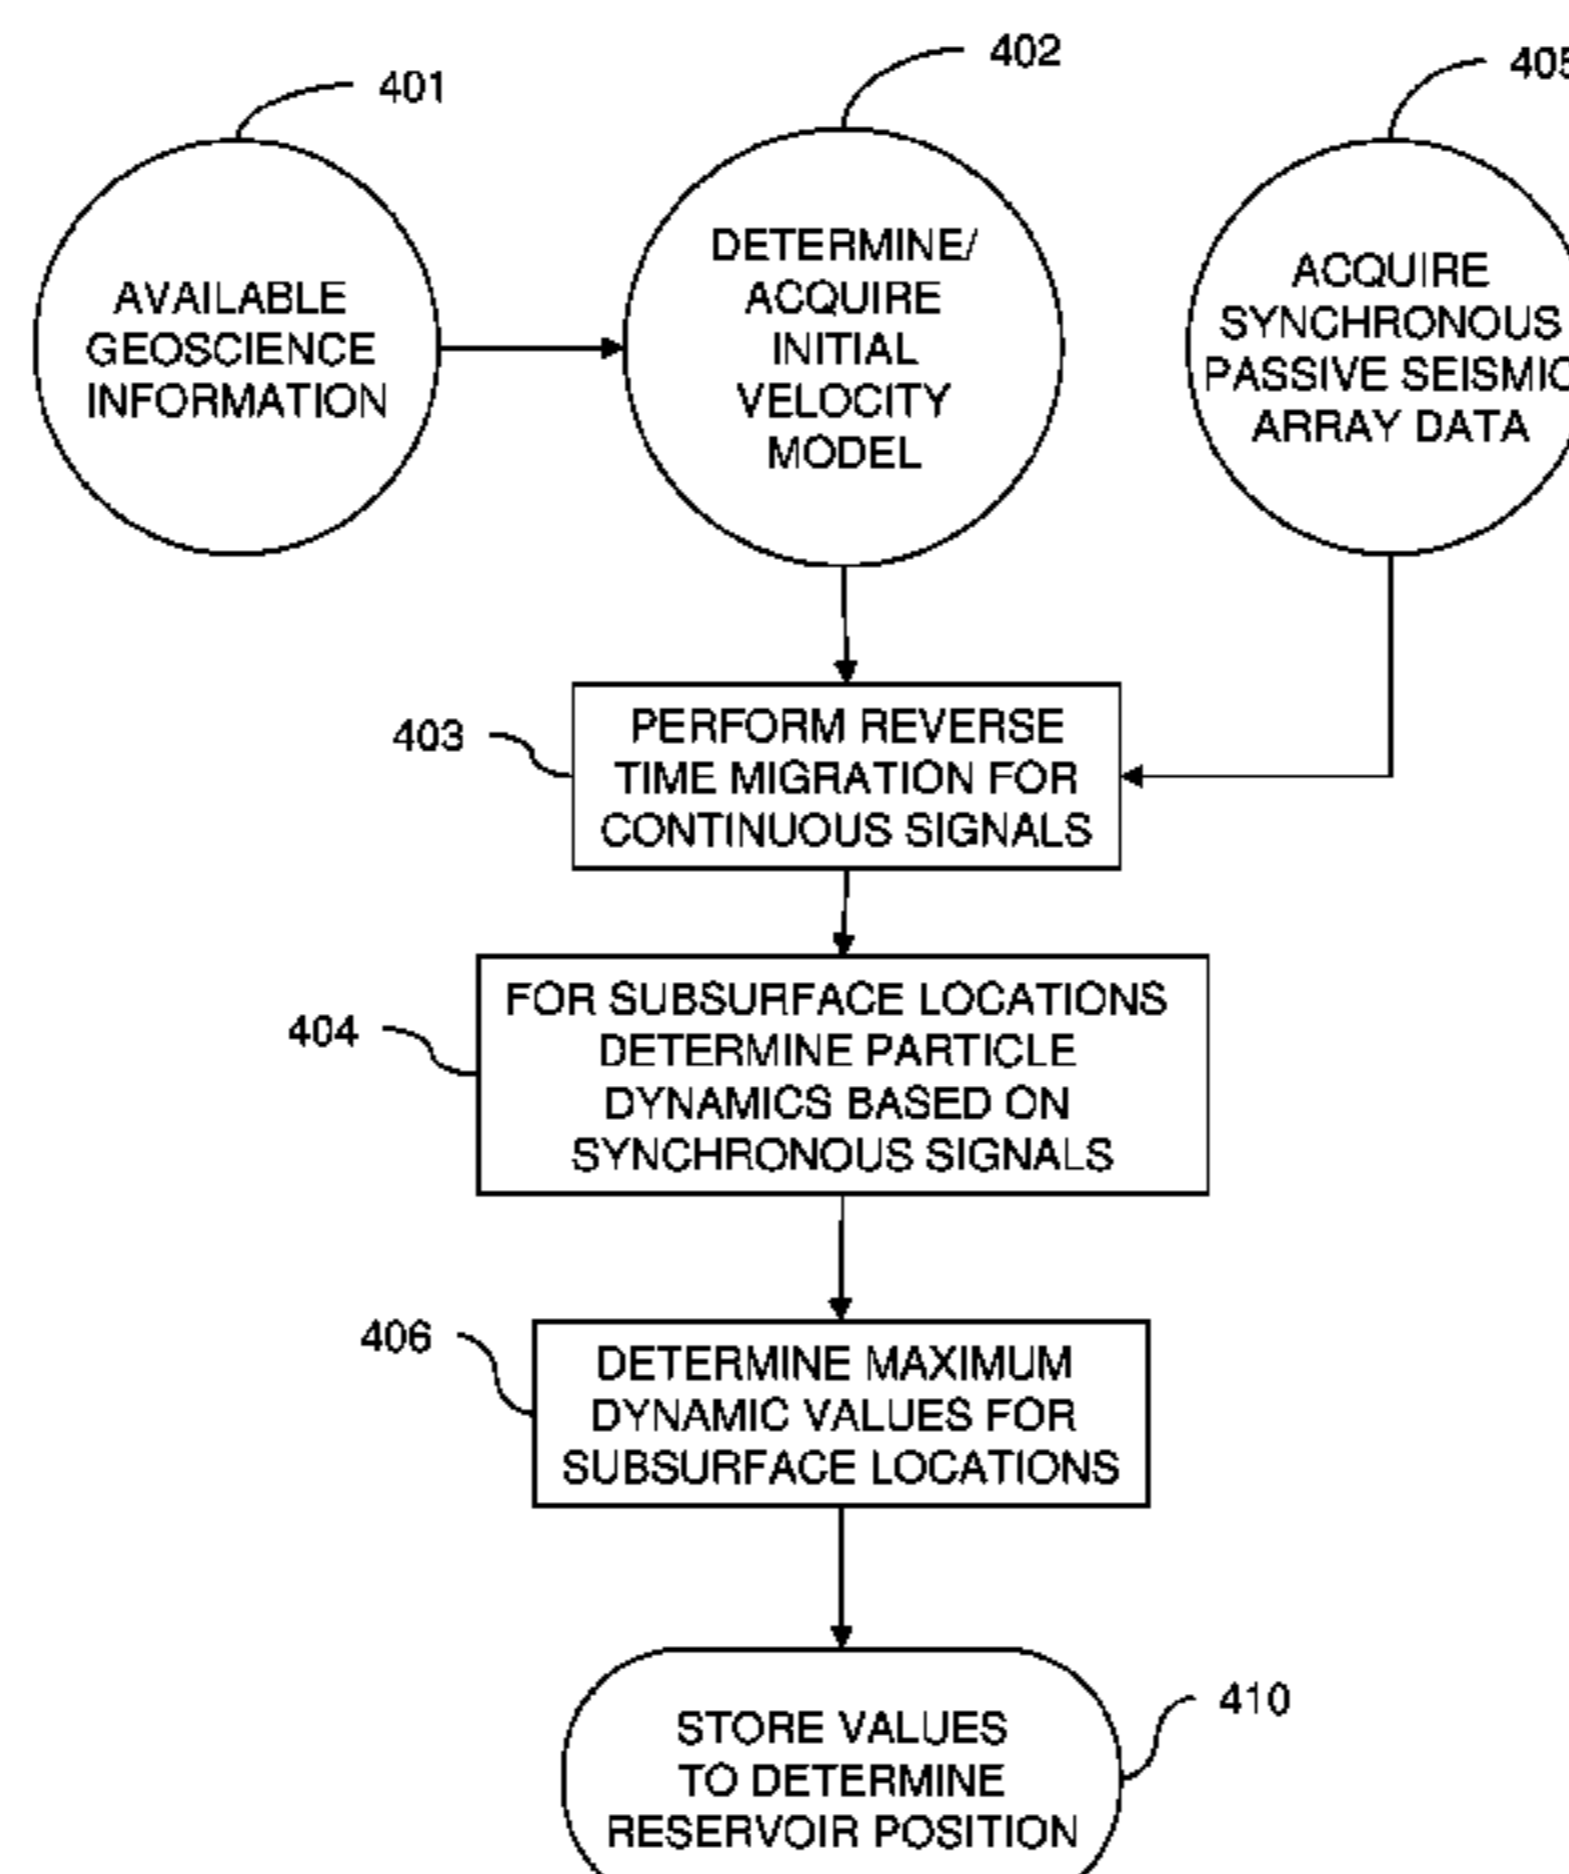 401
402
405
AVAILABLE
GEOSCIENCE
INFORMATION
DETERMINE/
ACQUIRE
INITIAL
VELOCITY
MODEL
ACQUIRE
SYNCHRONOUS
PASSIVE SEISMIC
ARRAY DATA
403
PERFORM REVERSE
TIME MIGRATION FOR
CONTINUOUS SIGNALS
404
FOR SUBSURFACE LOCATIONS
DETERMINE PARTICLE
DYNAMICS BASED ON
SYNCHRONOUS SIGNALS
406
DETERMINE MAXIMUM
DYNAMIC VALUES FOR
SUBSURFACE LOCATIONS
410
STORE VALUES
TO DETERMINE
RESERVOIR POSITION